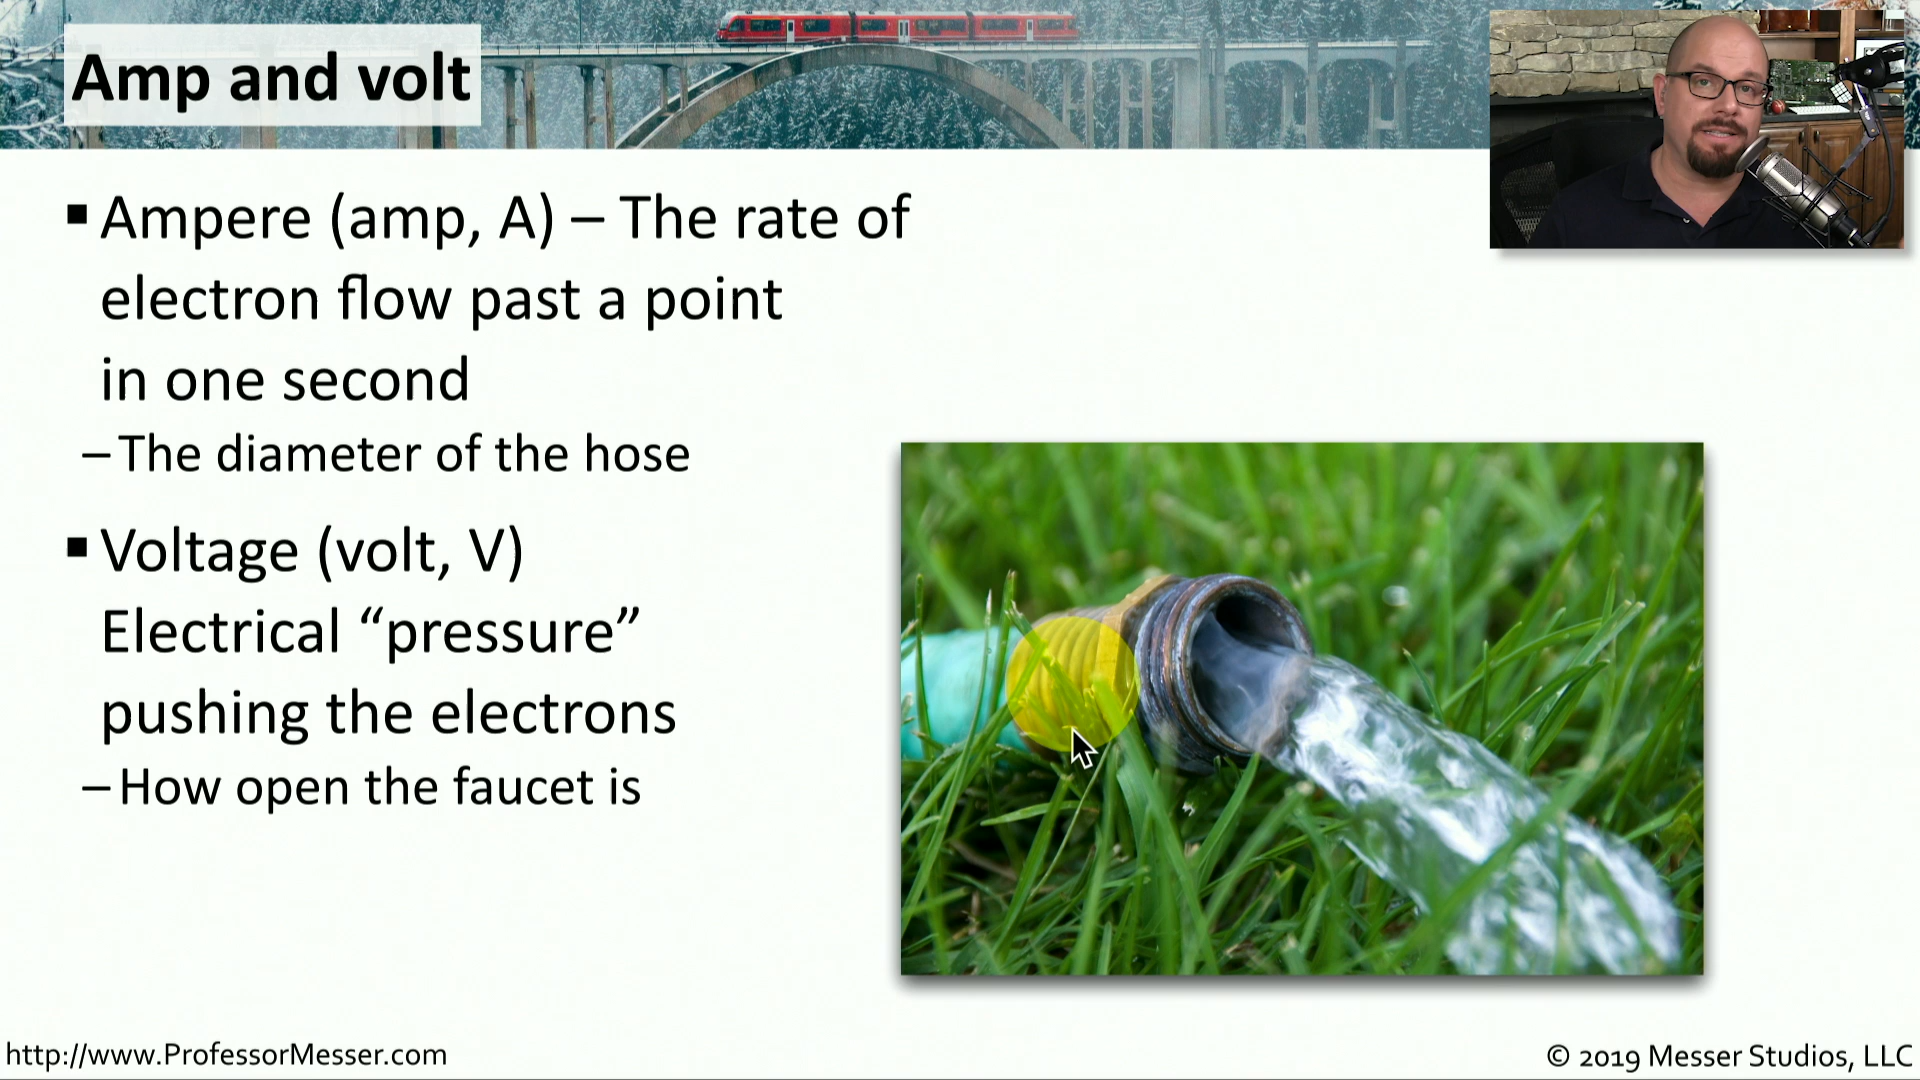 Amp and volt
▪ Ampere (amp, A) – The rate of
electron flow past a point
in one second
– The diameter of the hose
▪ Voltage (volt, V)
Electrical “pressure”
pushing the electrons
– How open the faucet is
http://www.ProfessorMesser.com
© 2019 Messer Studios, LLC